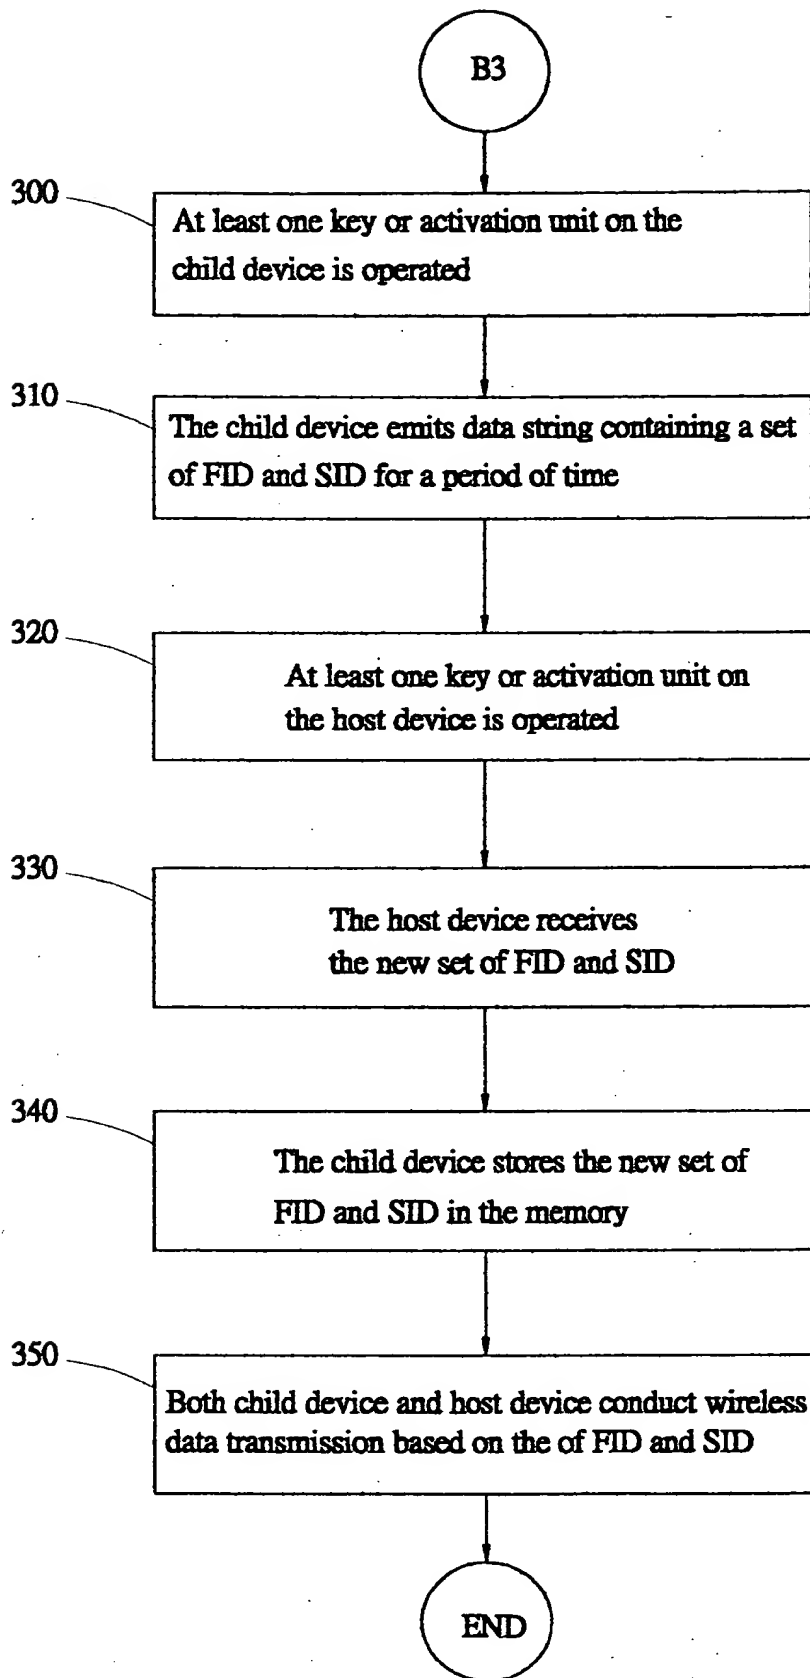 B3
300
At least one key or activation unit on the
child device is operated
310
The child device emits data string containing a set
of FID and SID for a period of time
320
At least one key or activation unit on
the host device is operated
330
The host device receives
the new set of FID and SID
340
The child device stores the new set of
FID and SID in the memory
350
Both child device and host device conduct wireless
data transmission based on the of FID and SID
END